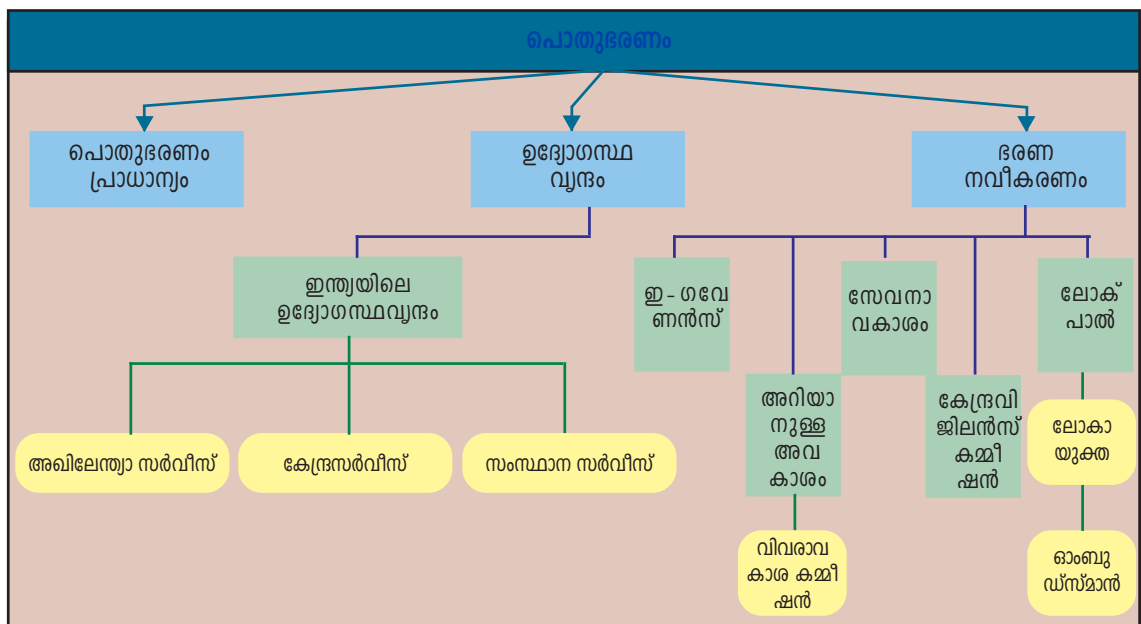 പൊതുഭരണം
പൊതുഭരണം
പ്രാധാന്യം
ഉദ്യോഗസ്ഥ
വൃന്ദം
ഭരണ
നവീകരണം
ഇന്ത്യയിലെ
ഉദ്യോഗസ്ഥവൃന്ദം
അഖിലേന്ത്യാ സർവീസ്
കേന്ദ്രസർവീസ്
സംസ്ഥാന സർവീസ്
ഇ - ഗവേ
ണൻസ്
അറിയാ
നുള്ള
അവ
കാശം
വിവരാവ
കാശ കമ്മീ
ഷൻ
സേവനാ
വകാശം
കേന്ദ്രവി
ജിലൻസ്
കമ്മീ
ഷൻ
ലോക്
പാൽ
ലോകാ
യുക്ത
ഓംബു
ഡ്സ്മാൻ